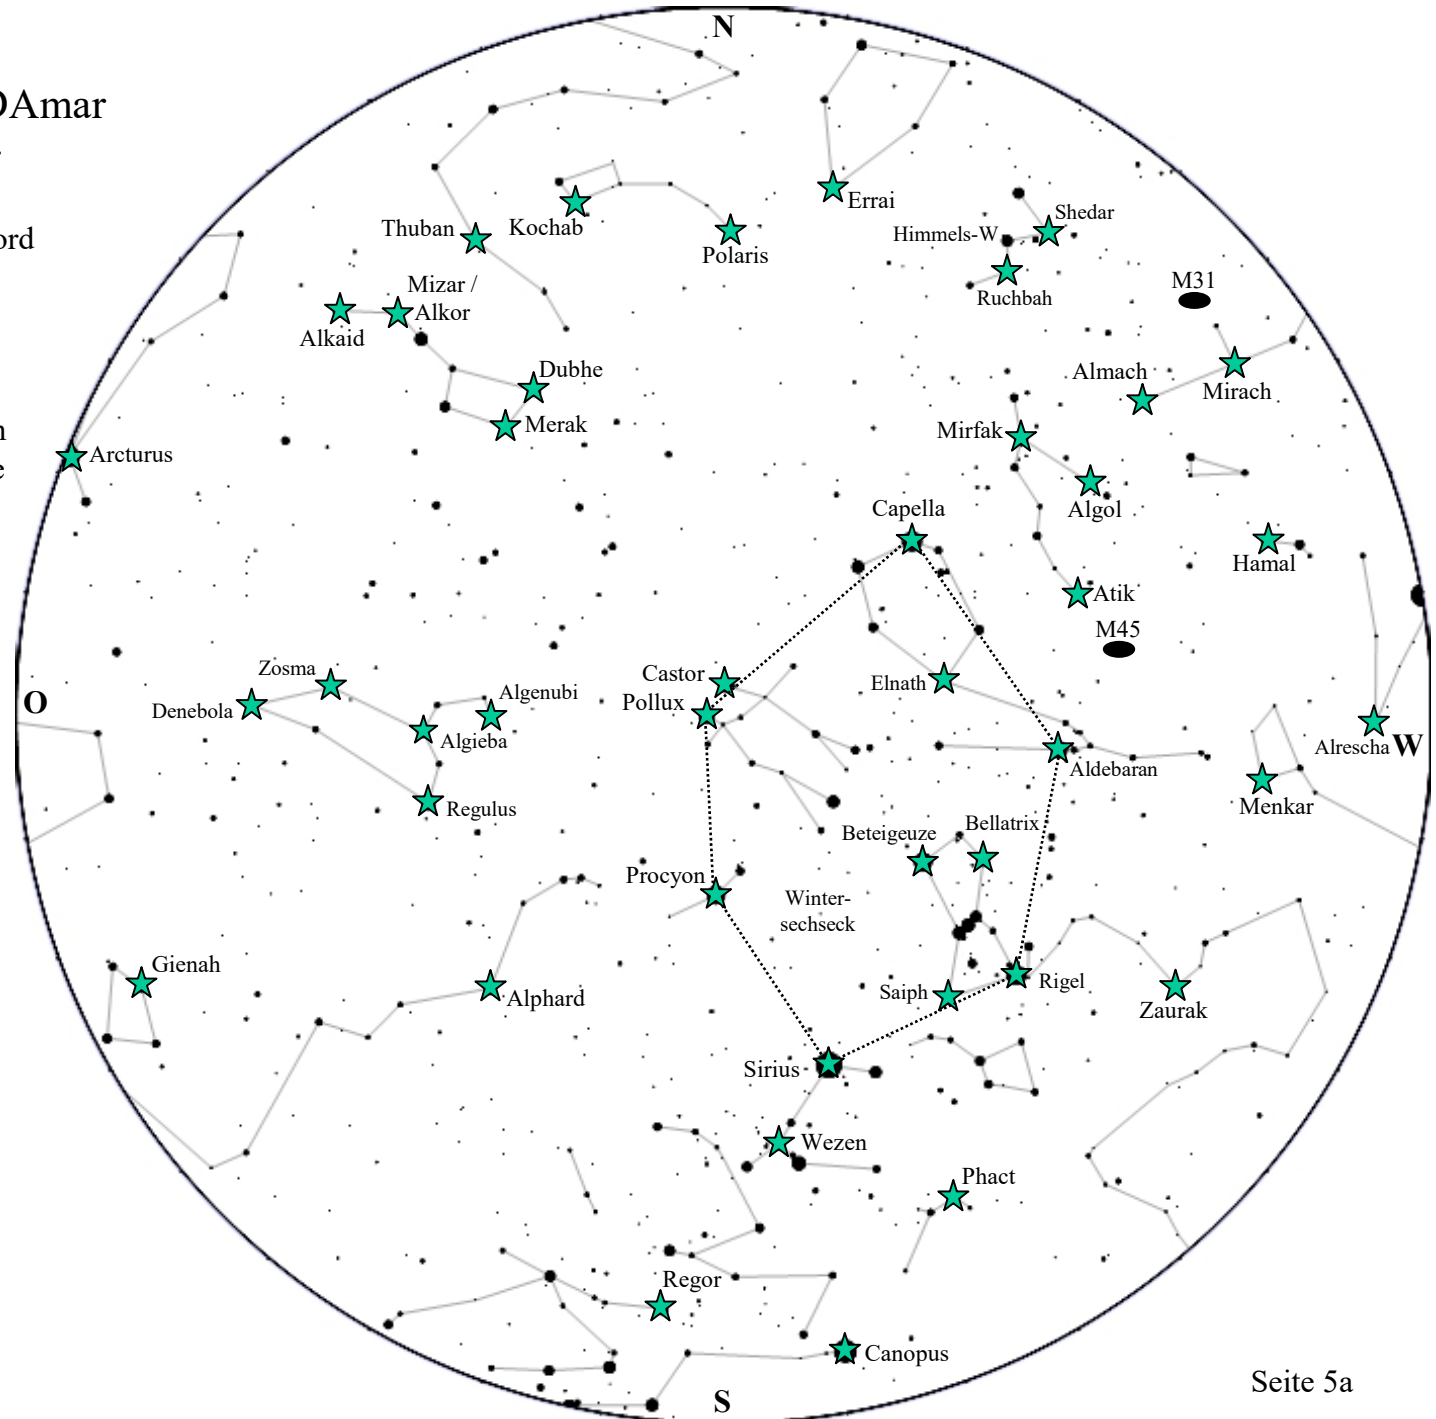 N
DAmar
Errai
Shedar
Himmels-W
Thuban
Kochab
Polaris
ord
Ruchbah
M31
Mizar /
Alkor
Alkaid
Dubhe
Almach
Mirach
Merak
Mirfak
n
e
Arcturus
Algol
Capella
Hamal
Atik
M45
Zosma
Castor
Elnath
Algenubi
Pollux
O
Denebola
Algieba
Alrescha
W
Aldebaran
Regulus
Menkar
Beteigeuze
Bellatrix
Procyon
Winter-
sechseck
Gienah
Alphard
Saiph
Rigel
Zaurak
Sirius
Wezen
Phact
Regor
Canopus
Seite 5a
S